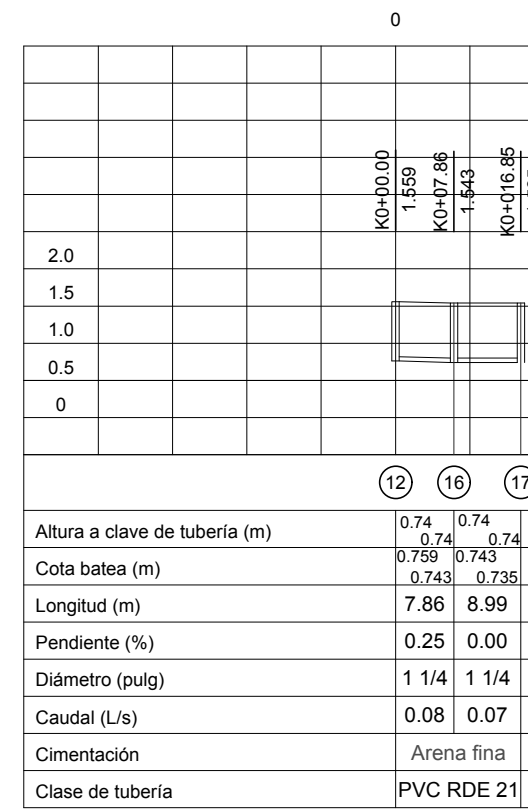 0
K0+00.00
1.559
K0+07.86
1.543
K0+016.85
2.0
1.5
1.0
0.5
0
12 16 17
Altura a clave de tubería (m) 0.74 0.74 0.74 0.74
Cota batea (m) 0.759 0.743 0.743 0.735
Longitud (m) 7.86 8.99
Pendiente (%) 0.25 0.00
Diámetro (pulg) 1 1/4 1 1/4
Caudal (L/s) 0.08 0.07
Cimentación Arena fina
Clase de tubería PVC RDE 21